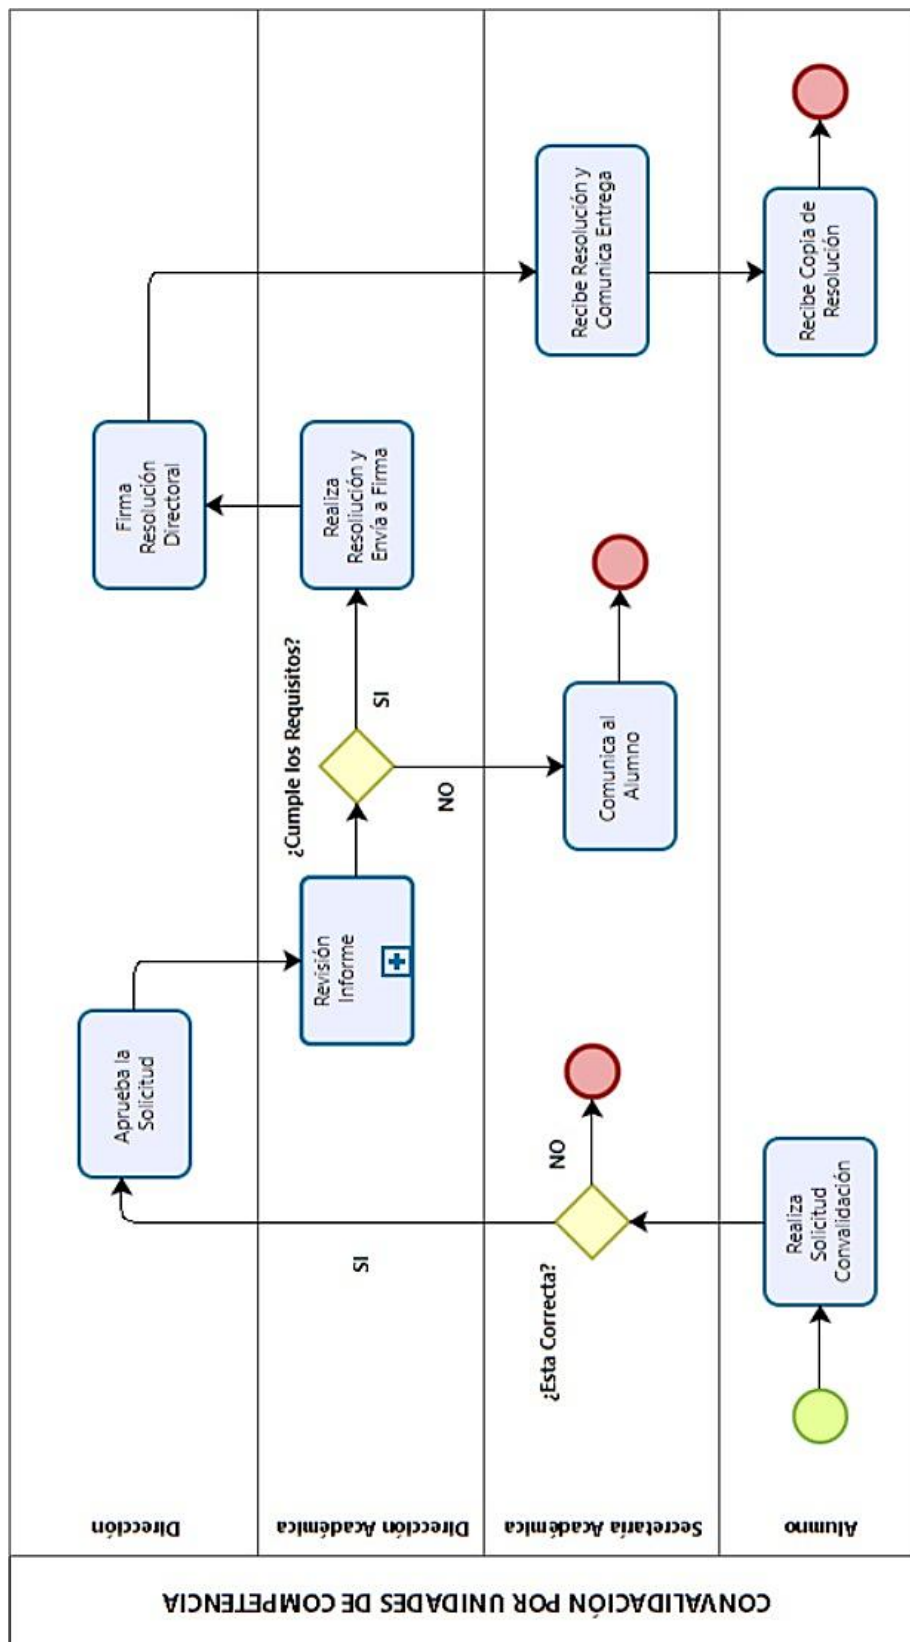 CONVALIDACIÓN POR UNIDADES DE COMPETENCIA
Dirección
Dirección Académica
Secretaría Académica
Alumno
Aprueba la
Solicitud
Firma
Resolución
Directoral
SI
Revisión
Informe
¿Cumple los Requisitos?
SI
NO
Realiza
Resoliución y
Envía a Firma
¿Esta Correcta?
NO
Comunica al
Alumno
Recibe Resolución y
Comunica Entrega
Realiza
Solicitud
Convalidación
Recibe Copia de
Resolución